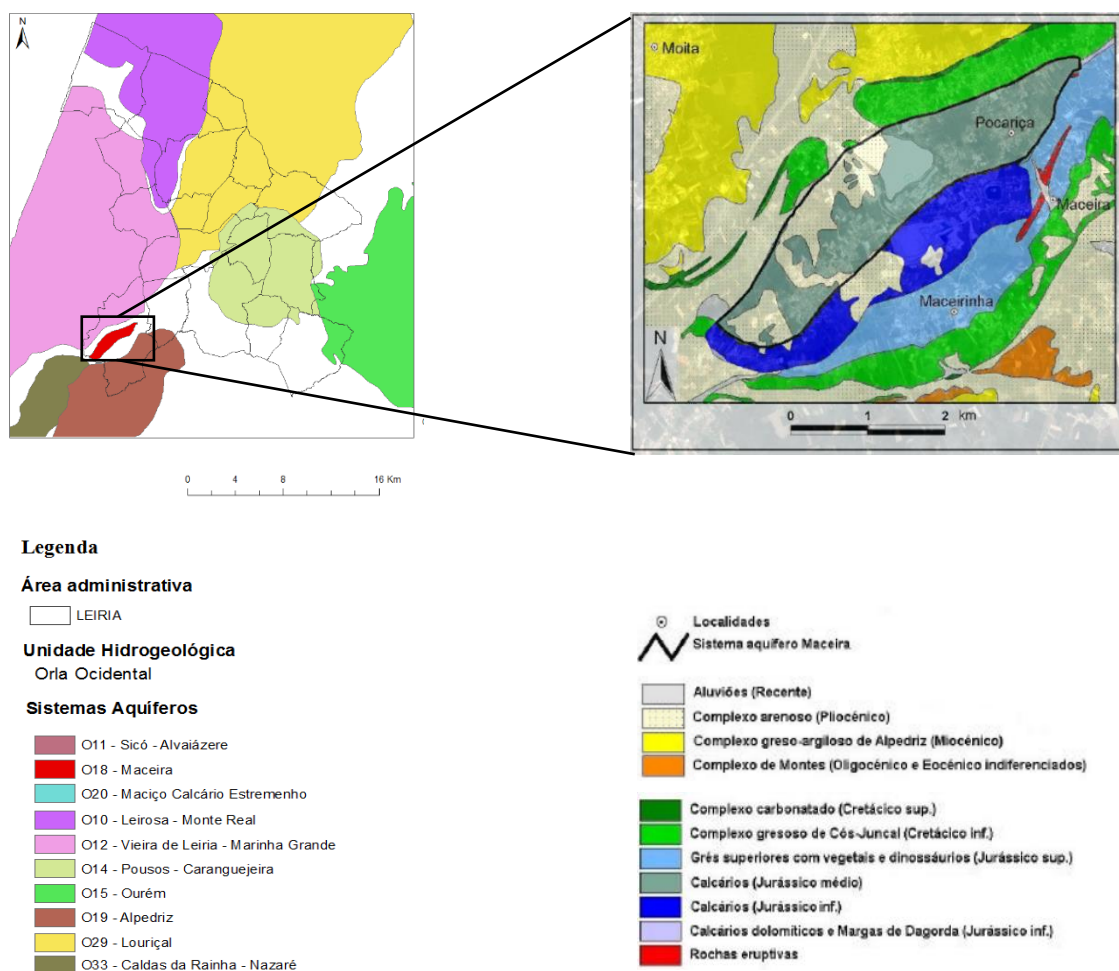 N
Moita
Pocariça
Maceira
Maceirinha
N
0 1 2 km
0 4 8 16 Km
Legenda
Área administrativa
LEIRIA
Unidade Hidrogeológica
Orla Ocidental
Sistemas Aquíferos
O11 - Sicó - Alvaiázere
O18 - Maceira
O20 - Maciço Calcário Estremenho
O10 - Leirosa - Monte Real
O12 - Vieira de Leiria - Marinha Grande
O14 - Pousos - Caranguejeira
O15 - Ourém
O19 - Alpedriz
O29 - Louriçal
O33 - Caldas da Rainha - Nazaré
Localidades
Sistema aquífero Maceira
Aluviões (Recente)
Complexo arenoso (Pliocénico)
Complexo greso-argiloso de Alpedriz (Miocénico)
Complexo de Montes (Oligocénico e Eocénico indiferenciados)
Complexo carbonatado (Cretácico sup.)
Complexo gresoso de Cós-Juncal (Cretácico inf.)
Grés superiores com vegetais e dinossáurios (Jurássico sup.)
Calcários (Jurássico médio)
Calcários (Jurássico inf.)
Calcários dolomíticos e Margas de Dagorda (Jurássico inf.)
Rochas eruptivas